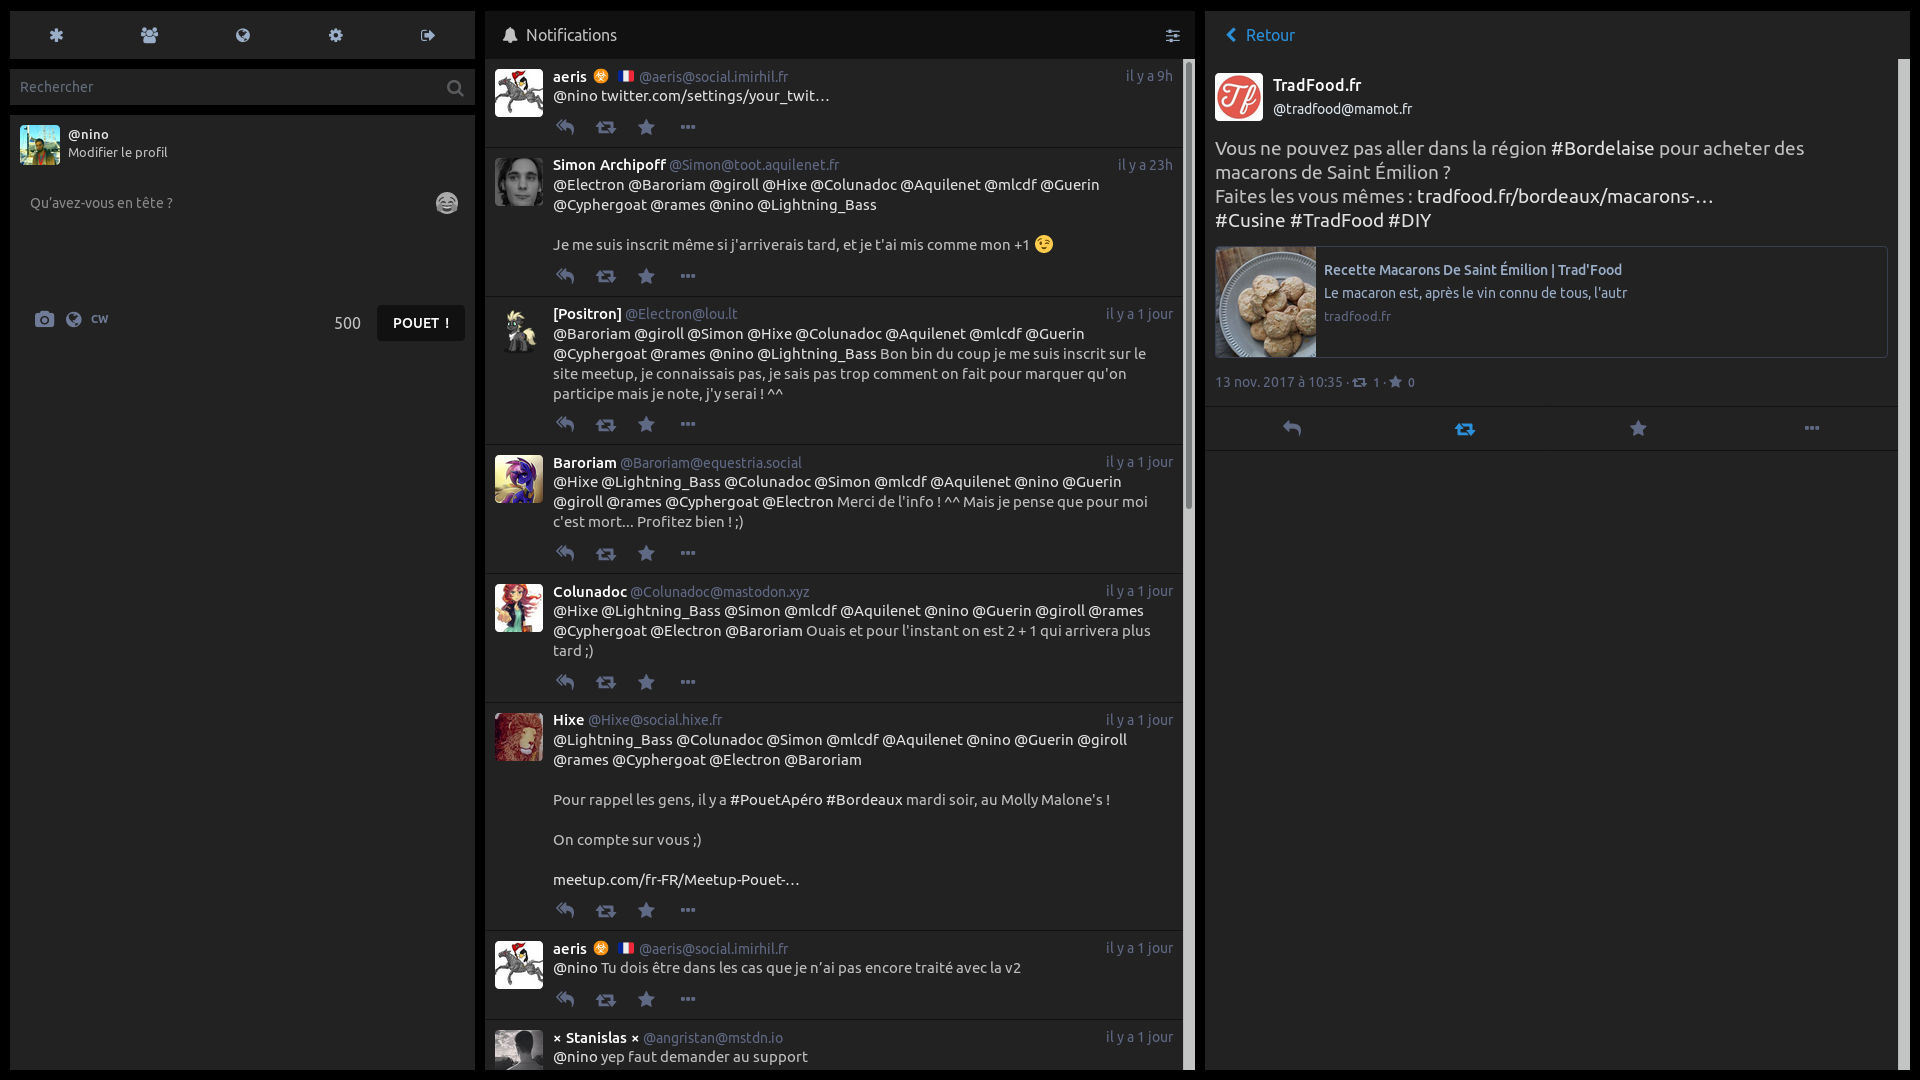 Rechercher
@nino
Modifier le profil
Qu'avez-vous en tête ?
CW
500
POUET !
Notifications
aeris @aeris@social.imirhil.fr il y a 9h
@nino twitter.com/settings/your_twit…
Simon Archipoff @Simon@toot.aquilenet.fr il y a 23h
@Electron @Baroriam @giroll @Hixe @Colunadoc @Aquilenet @mlcdf @Guerin
@Cyphergoat @rames @nino @Lightning_Bass
Je me suis inscrit même si j'arriverais tard, et je t'ai mis comme mon +1 😉
[Positron] @Electron@lou.lt il y a 1 jour
@Baroriam @giroll @Simon @Hixe @Colunadoc @Aquilenet @mlcdf @Guerin
@Cyphergoat @rames @nino @Lightning_Bass Bon bin du coup je me suis inscrit sur le
site meetup, je connaissais pas, je sais pas trop comment on fait pour marquer qu'on
participe mais je note, j'y serai ! ^^
Baroriam @Baroriam@equestria.social il y a 1 jour
@Hixe @Lightning_Bass @Colunadoc @Simon @mlcdf @Aquilenet @nino @Guerin
@giroll @rames @Cyphergoat @Electron Merci de l'info ! ^^ Mais je pense que pour moi
c'est mort... Profitez bien ! ;)
Colunadoc @Colunadoc@mastodon.xyz il y a 1 jour
@Hixe @Lightning_Bass @Simon @mlcdf @Aquilenet @nino @Guerin @giroll @rames
@Cyphergoat @Electron @Baroriam Ouais et pour l'instant on est 2 + 1 qui arrivera plus
tard ;)
Hixe @Hixe@social.hixe.fr il y a 1 jour
@Lightning_Bass @Colunadoc @Simon @mlcdf @Aquilenet @nino @Guerin @giroll
@rames @Cyphergoat @Electron @Baroriam
Pour rappel les gens, il y a #PouetApéro #Bordeaux mardi soir, au Molly Malone's !
On compte sur vous ;)
meetup.com/fr-FR/Meetup-Pouet-…
aeris @aeris@social.imirhil.fr il y a 1 jour
@nino Tu dois être dans les cas que je n’ai pas encore traité avec la v2
× Stanislas × @angristan@mstdn.io il y a 1 jour
@nino yep faut demander au support
Retour
Tf
TradFood.fr
@tradfood@mamot.fr
Vous ne pouvez pas aller dans la région #Bordelaise pour acheter des
macarons de Saint Émilion ?
Faites les vous mêmes : tradfood.fr/bordeaux/macarons-…
#Cusine #TradFood #DIY
Recette Macarons De Saint Émilion | Trad'Food
Le macaron est, après le vin connu de tous, l'autr
tradfood.fr
13 nov. 2017 à 10:35 · 1 · 0